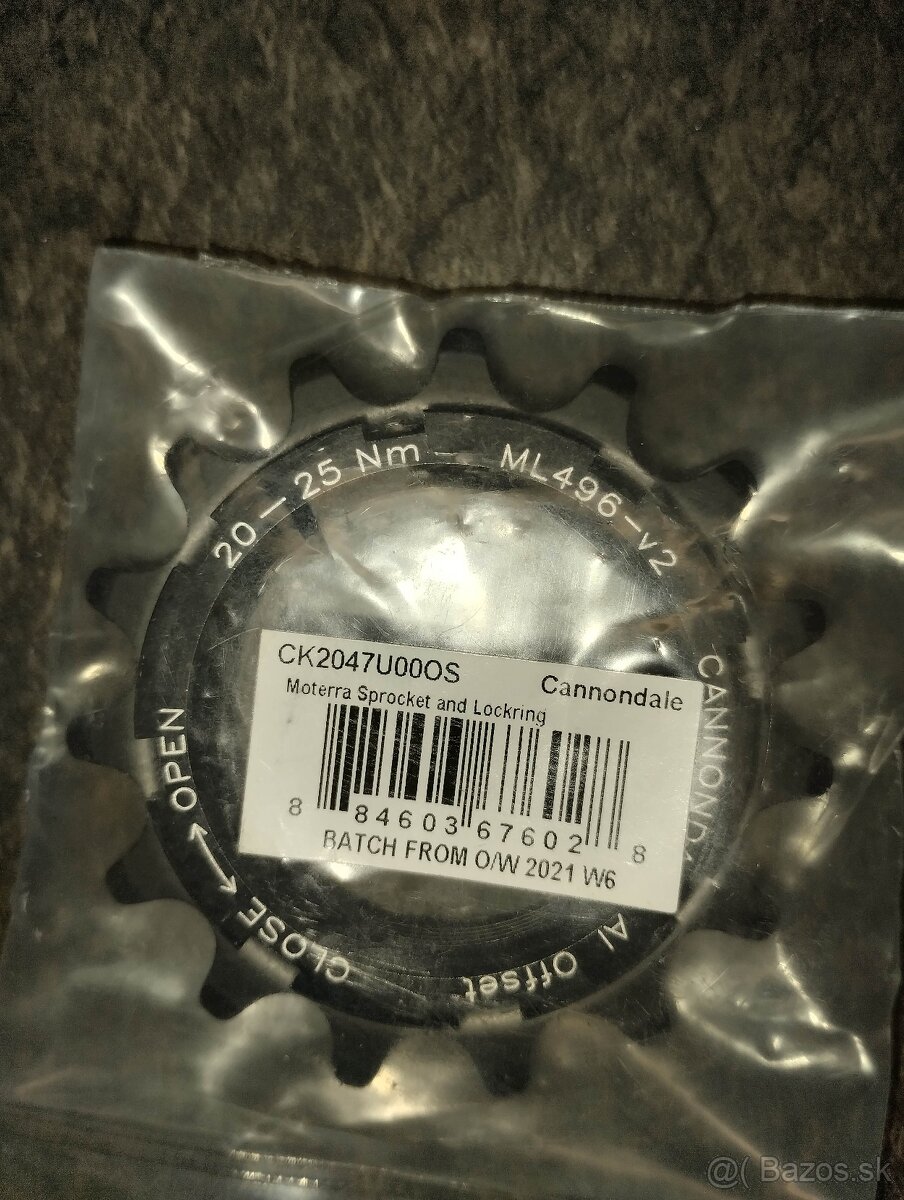 20 – 25 Nm
ML496-v2
CANNONDA
OPEN ↔ CLOSE
AI Offset
CK2047U00OS
Cannondale
Moterra Sprocket and Lockring
8 84603 67602 8
BATCH FROM O/W 2021 W6
@( Bazos.sk